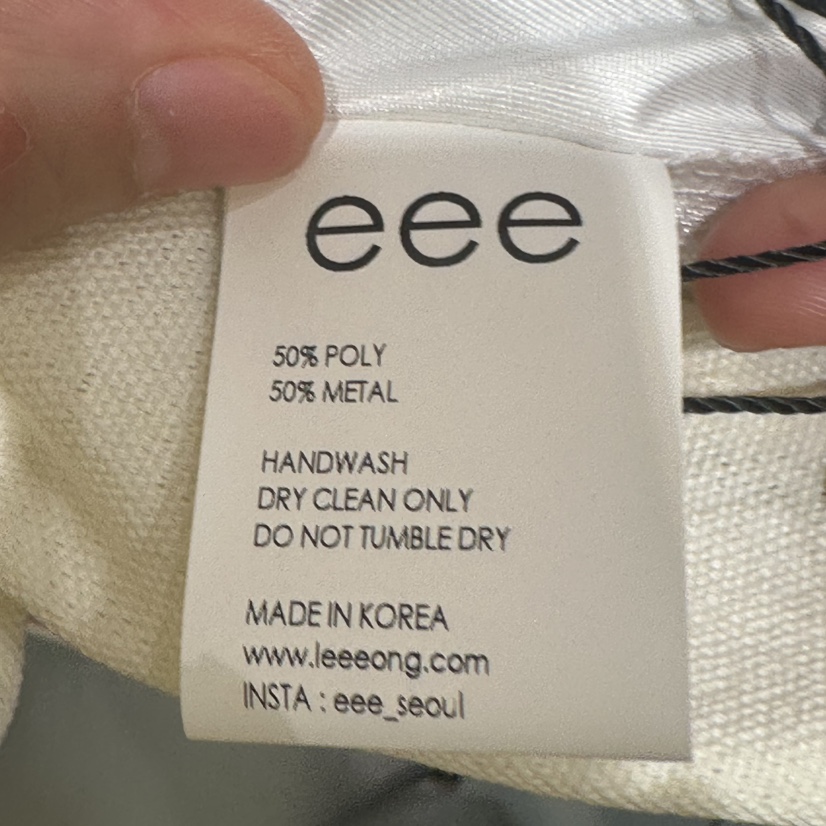 eee
50% POLY
50% METAL
HANDWASH
DRY CLEAN ONLY
DO NOT TUMBLE DRY
MADE IN KOREA
www.leeeong.com
INSTA : eee_seoul